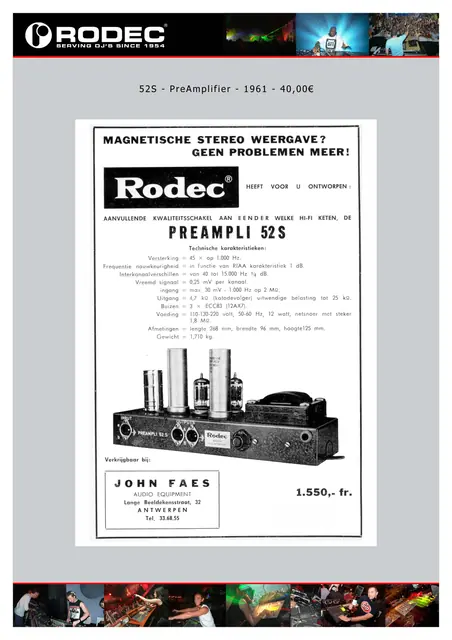 RODEC®
SERVING DJ'S SINCE 1954
52S - PreAmplifier - 1961 - 40,00€
MAGNETISCHE STEREO WEERGAVE?
GEEN PROBLEMEN MEER!
Rodec®
HEEFT VOOR U ONTWORPEN:
AANVULLENDE KWALITEITSSCHAKEL AAN EENDER WELKE HI-FI KETEN, DE
PREAMPLI 52S
Technische karakteristieken:
Versterking = 45 × op 1.000 Hz.
Frequentie nauwkeurigheid = in functie van RIAA karakteristiek 1 dB.
Interkanaalverschillen = van 40 tot 15.000 Hz ½ dB.
Vreemd signaal = 0,25 mV per kanaal.
Ingang = max. 30 mV - 1.000 Hz op 2 MΩ.
Uitgang = 4,7 kΩ (katodevolger) uitwendige belasting tot 25 kΩ.
Buizen = 3 × ECC83 (12AX7).
Voeding = 110-130-220 volt, 50-60 Hz, 12 watt, netsnoer met steker
1,8 M.
Afmetingen = lengte 268 mm, breedte 96 mm, hoogte 125 mm.
Gewicht = 1,710 kg.
PREAMPLI 52 S
Rodec
Verkrijgbaar bij:
JOHN FAES
AUDIO EQUIPMENT
Lange Beeldekensstraat, 32
ANTWERPEN
Tel. 33.68.55
1.550,- fr.